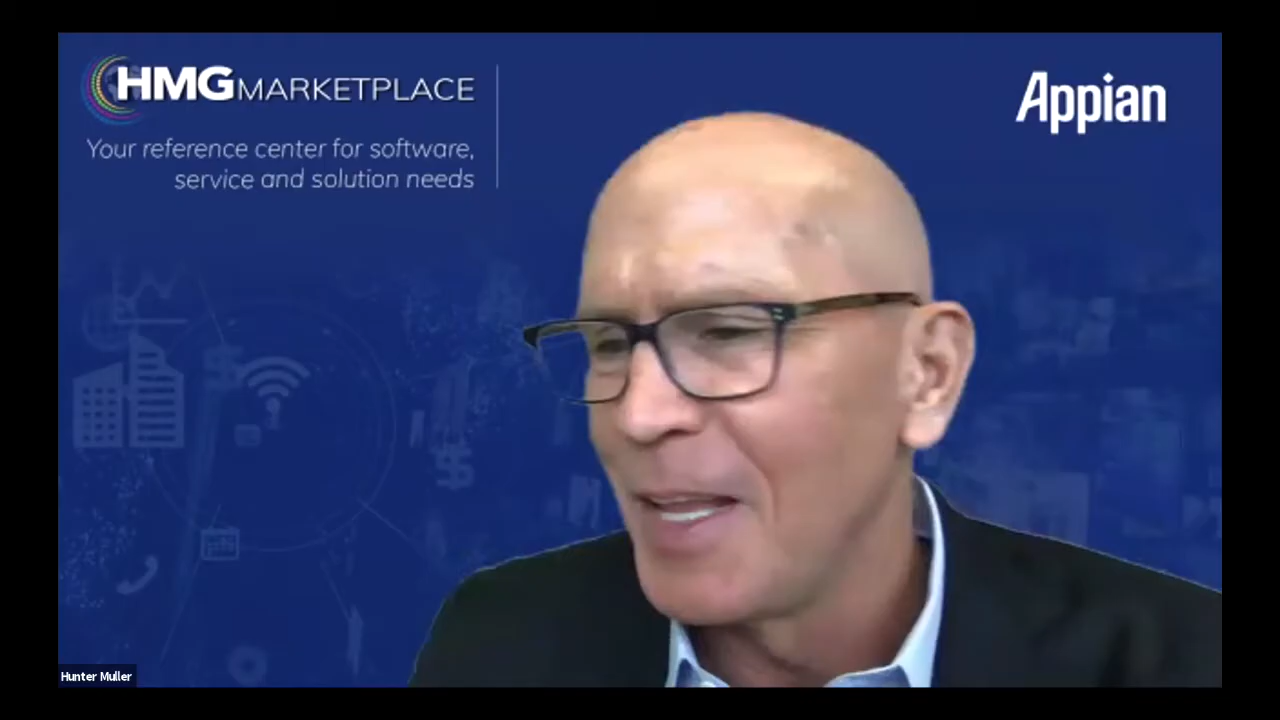 HMGMARKETPLACE
Your reference center for software,
service and solution needs
Appian
Hunter Muller